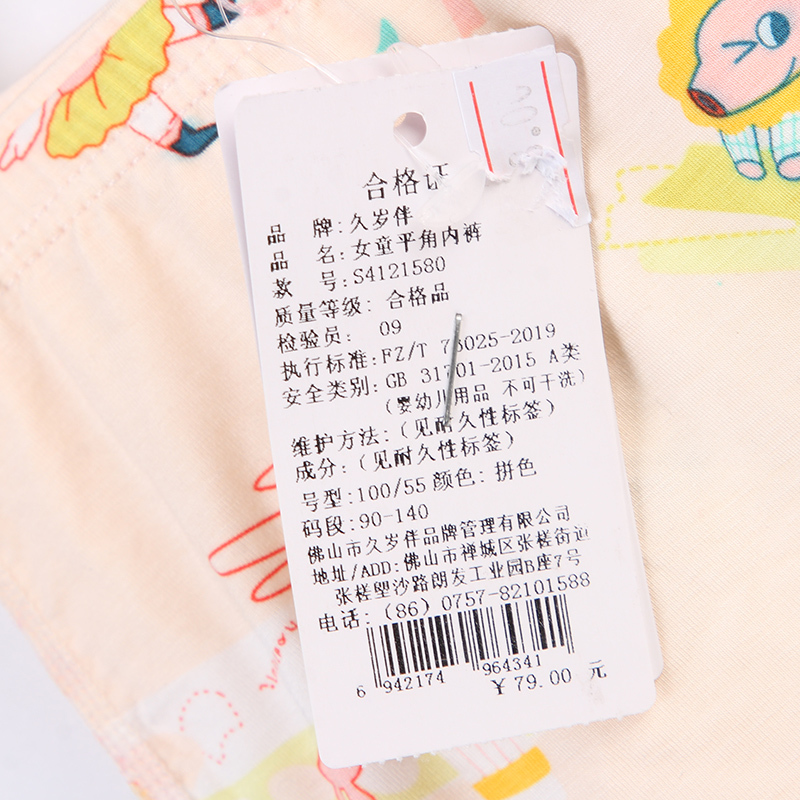 合格证
品 牌:久岁伴
品 名:女童平角内裤
款 号:S4121580
质量等级: 合格品
检验员: 09
执行标准:FZ/T 73025-2019
安全类别:GB 31701-2015 A类
(婴幼儿用品 不可干洗)
维护方法:(见耐久性标签)
成分:(见耐久性标签)
号型:100/55 颜色: 拼色
码段:90-140
佛山市久岁伴品牌管理有限公司
地址/ADD:佛山市禅城区张槎街道
张槎塱沙路朗发工业园B座7号
电话: (86) 0757-82101588
6 942174 964341
¥79.00 元